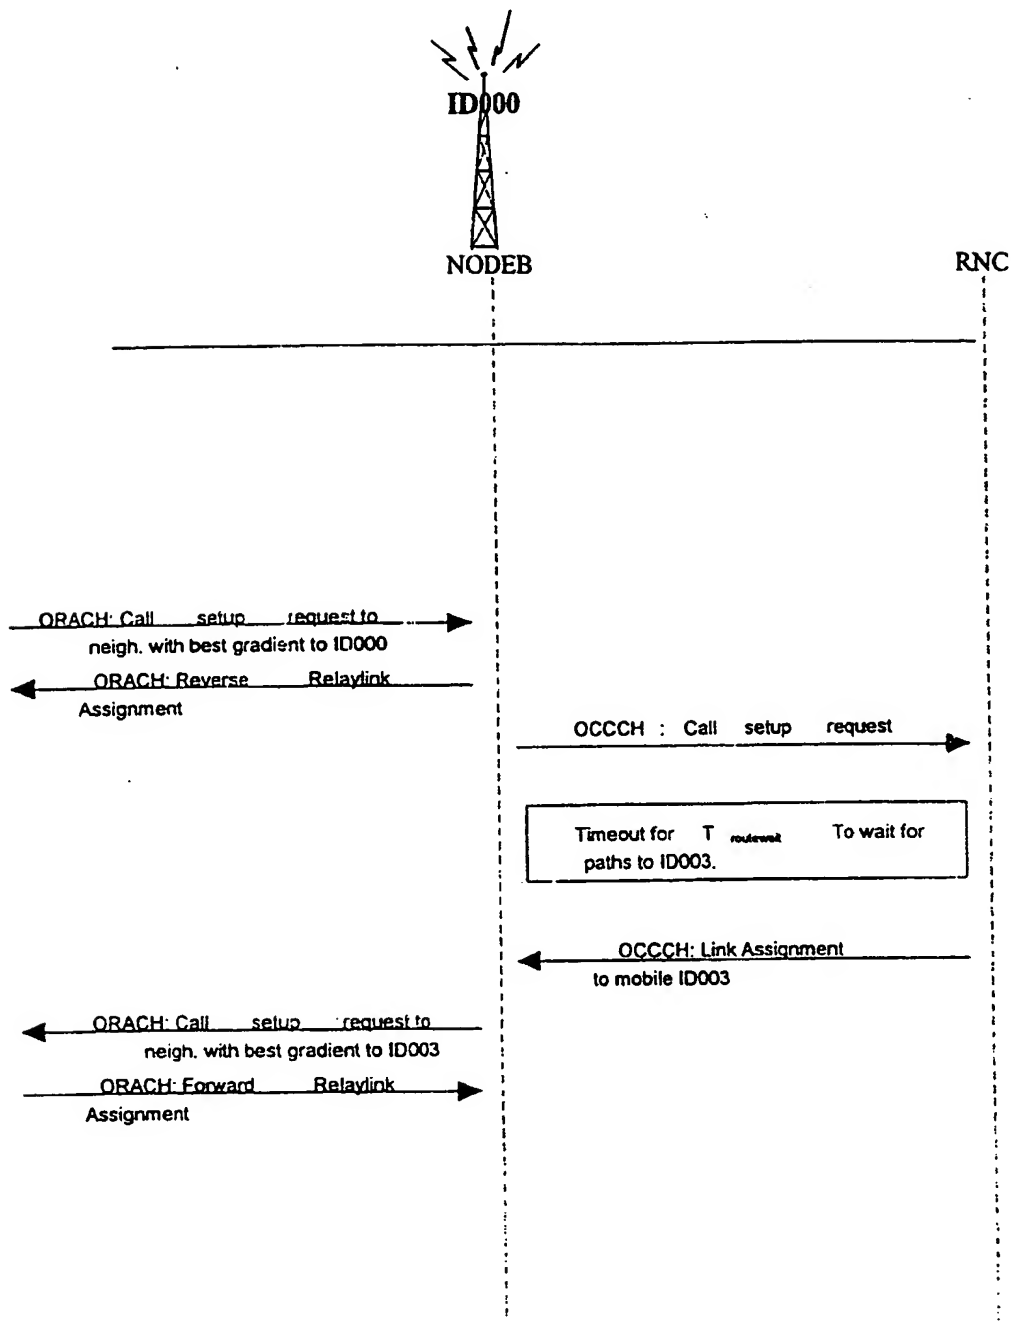 ID000
NODEB
RNC
ORACH: Call setup request to
neigh. with best gradient to ID000
ORACH: Reverse Relaylink
Assignment
OCCCH : Call setup request
Timeout for T routewait To wait for
paths to ID003.
OCCCH: Link Assignment
to mobile ID003
ORACH: Call setup request to
neigh. with best gradient to ID003
ORACH: Forward Relaylink
Assignment